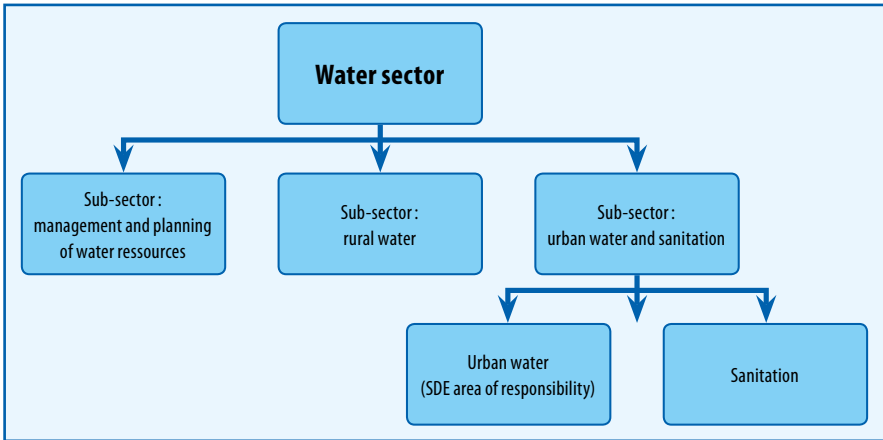 Water sector
Sub-sector :
management and planning
of water ressources
Sub-sector :
rural water
Sub-sector :
urban water and sanitation
Urban water
(SDE area of responsibility)
Sanitation